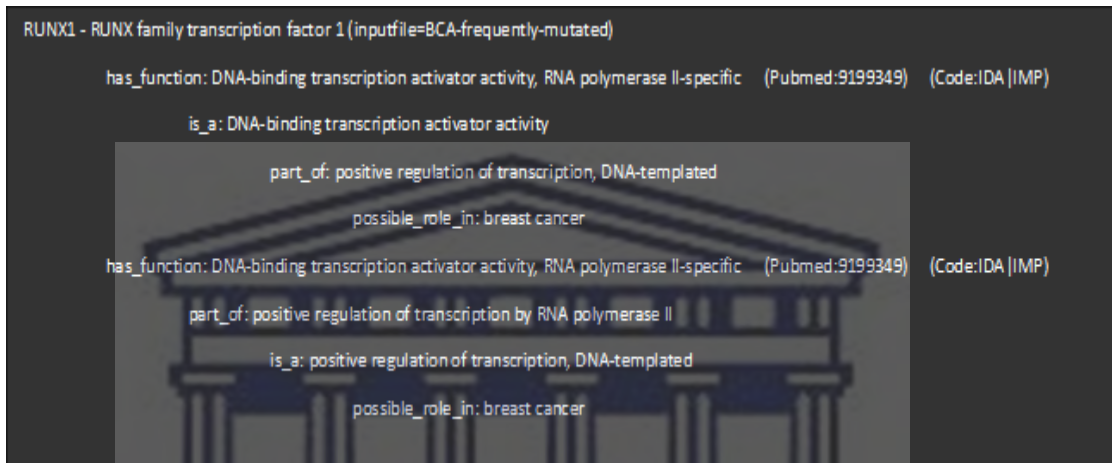 RUNX1 - RUNX family transcription factor 1 (inputfile=BCA-frequently-mutated)
has_function: DNA-binding transcription activator activity, RNA polymerase II-specific (Pubmed:9199349) (Code:IDA|IMP)
is_a: DNA-binding transcription activator activity
part_of: positive regulation of transcription, DNA-templated
possible_role_in: breast cancer
has_function: DNA-binding transcription activator activity, RNA polymerase II-specific (Pubmed:9199349) (Code:IDA|IMP)
part_of: positive regulation of transcription by RNA polymerase II
is_a: positive regulation of transcription, DNA-templated
possible_role_in: breast cancer